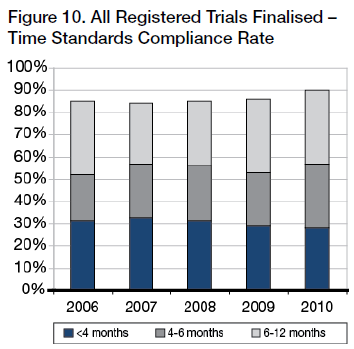 Figure 10. All Registered Trials Finalised –
Time Standards Compliance Rate
100%
90%
80%
70%
60%
50%
40%
30%
20%
10%
0%
2006 2007 2008 2009 2010
<4 months 4-6 months 6-12 months